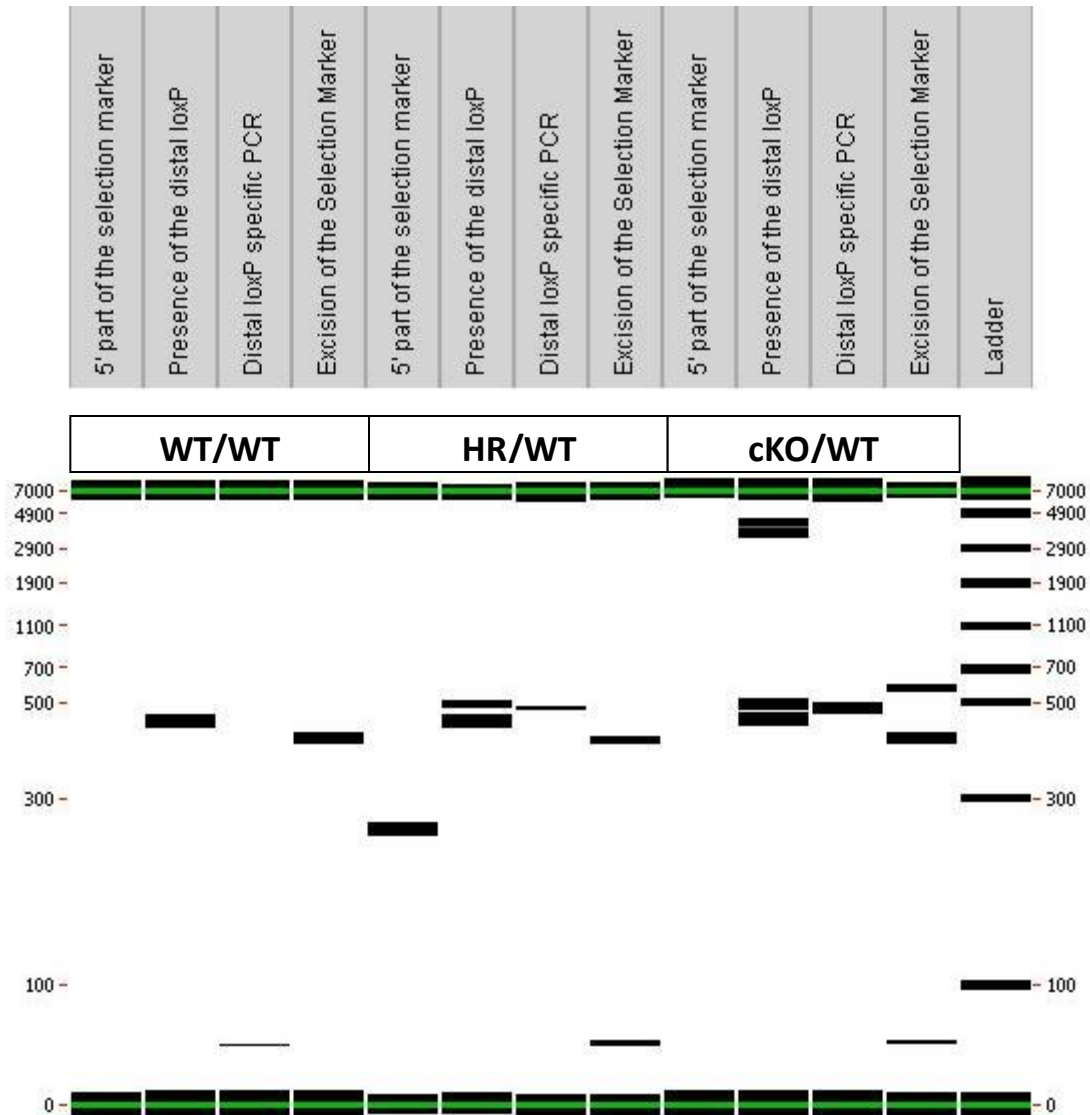 5' part of the selection marker
Presence of the distal loxP
Distal loxP specific PCR
Excision of the Selection Marker
5' part of the selection marker
Presence of the distal loxP
Distal loxP specific PCR
Excision of the Selection Marker
5' part of the selection marker
Presence of the distal loxP
Distal loxP specific PCR
Excision of the Selection Marker
Ladder
WT/WT HR/WT cKO/WT
7000 7000
4900 4900
2900 2900
1900 1900
1100 1100
700 700
500 500
300 300
100 100
0 0